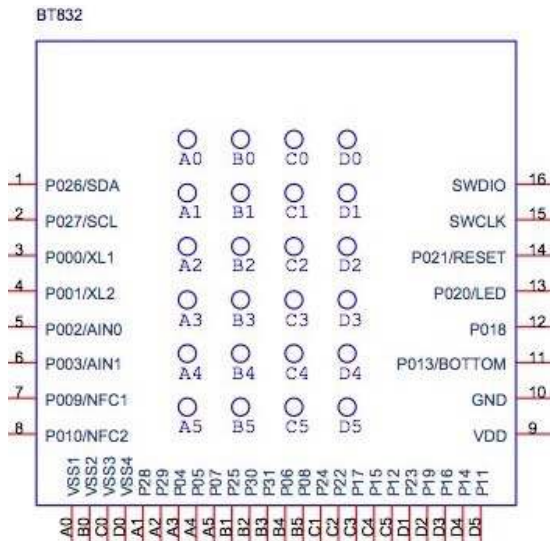 BT832
A0 B0 C0 D0
1 P026/SDA A1 B1 C1 D1 SWDIO 16
2 P027/SCL SWCLK 15
3 P000/XL1 A2 B2 C2 D2 P021/RESET 14
4 P001/XL2 P020/LED 13
5 P002/AIN0 A3 B3 C3 D3 P018 12
6 P003/AIN1 A4 B4 C4 D4 P013/BOTTOM 11
7 P009/NFC1 GND 10
8 P010/NFC2 A5 B5 C5 D5 VDD 9
VSS1 VSS2 VSS3 VSS4 P28 P29 P04 P05 P07 P25 P30 P31 P06 P08 P24 P22 P17 P15 P12 P23 P19 P16 P14 P11
A0 B0 C0 D0 A1 A2 A3 A4 A5 B1 B2 B3 B4 B5 C1 C2 C3 C4 C5 D1 D2 D3 D4 D5